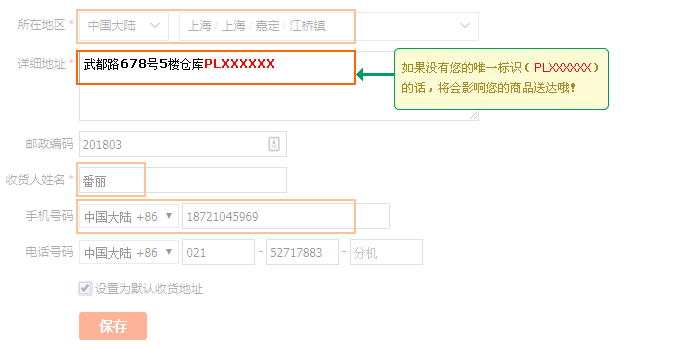 所在地区 * 中国大陆 上海 / 上海 / 嘉定 / 江桥镇
详细地址 * 武都路678号5楼仓库PLXXXXXX
如果没有您的唯一标识（PLXXXXXX）
的话，将会影响您的商品送达哦！
邮政编码 201803
收货人姓名 * 番丽
手机号码 中国大陆 +86 ▼ 18721045969
电话号码 中国大陆 +86 ▼ 021 - 52717883 - 分机
设置为默认收货地址
保存